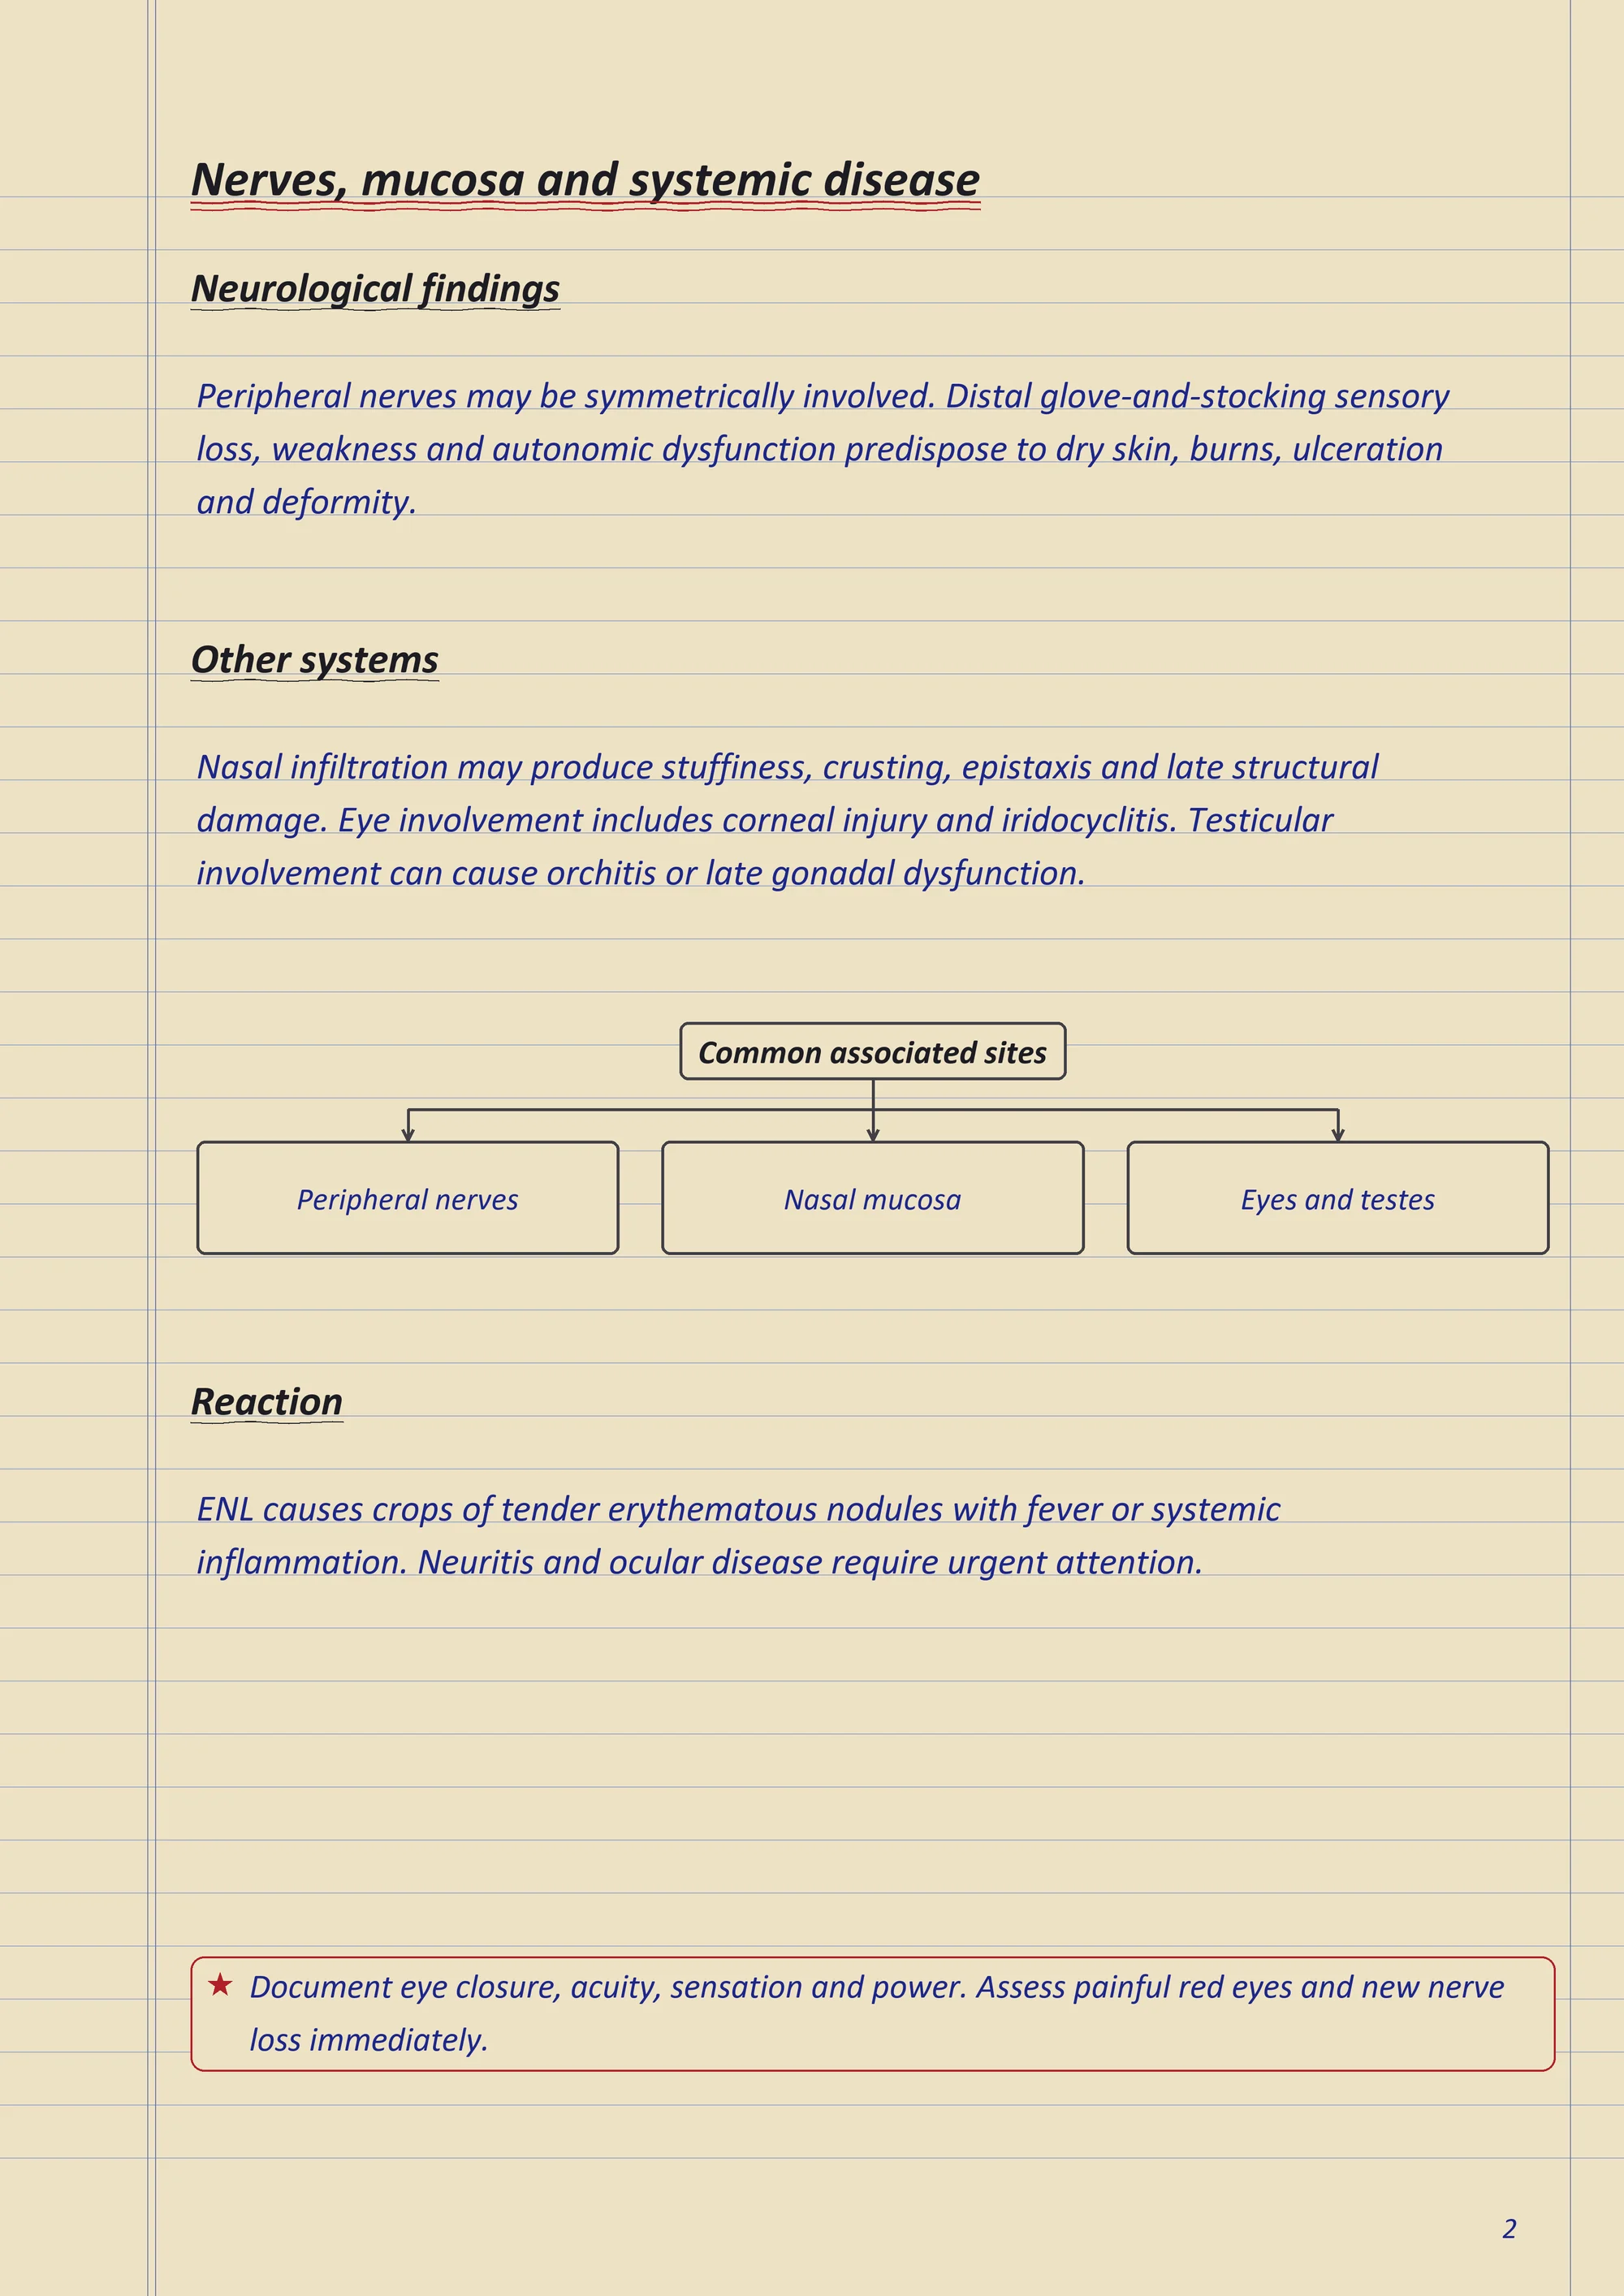 Nerves, mucosa and systemic disease
Neurological findings
Peripheral nerves may be symmetrically involved. Distal glove-and-stocking sensory
loss, weakness and autonomic dysfunction predispose to dry skin, burns, ulceration
and deformity.
Other systems
Nasal infiltration may produce stuffiness, crusting, epistaxis and late structural
damage. Eye involvement includes corneal injury and iridocyclitis. Testicular
involvement can cause orchitis or late gonadal dysfunction.
Common associated sites
Peripheral nerves
Nasal mucosa
Eyes and testes
Reaction
ENL causes crops of tender erythematous nodules with fever or systemic
inflammation. Neuritis and ocular disease require urgent attention.
★ Document eye closure, acuity, sensation and power. Assess painful red eyes and new nerve
loss immediately.
2